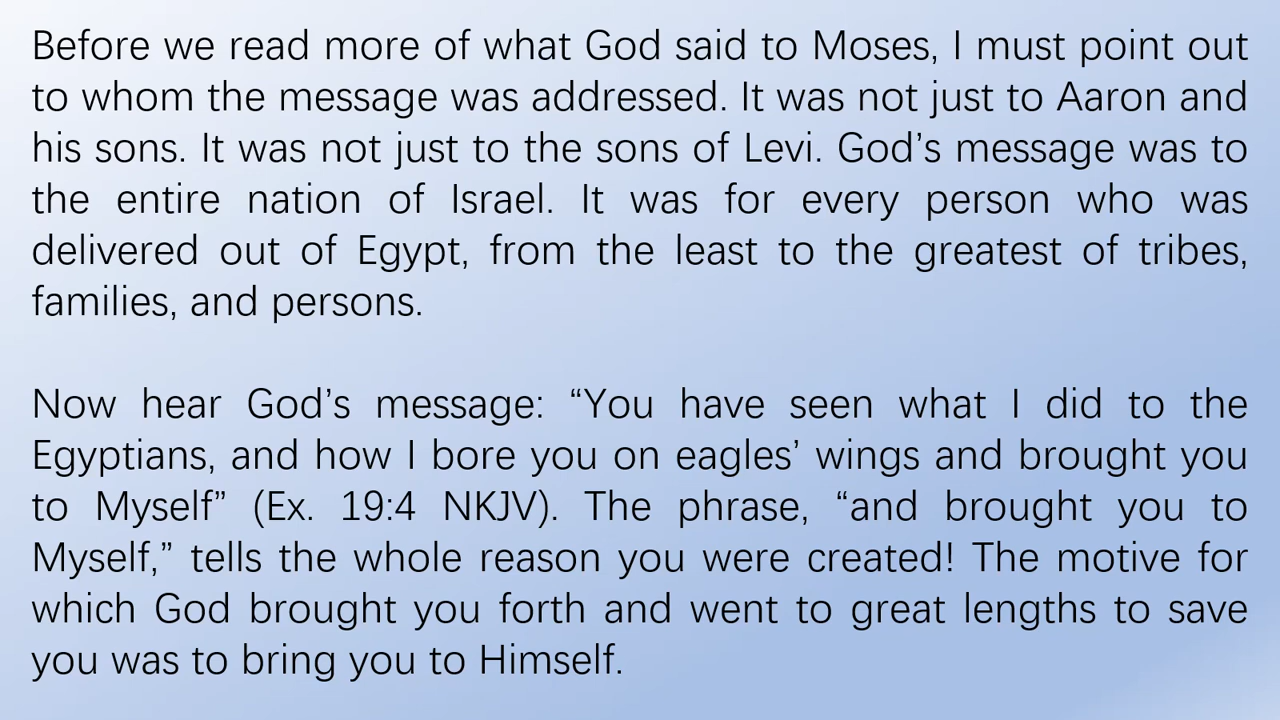 Before we read more of what God said to Moses, I must point out
to whom the message was addressed. It was not just to Aaron and
his sons. It was not just to the sons of Levi. God’s message was to
the entire nation of Israel. It was for every person who was
delivered out of Egypt, from the least to the greatest of tribes,
families, and persons.
Now hear God’s message: “You have seen what I did to the
Egyptians, and how I bore you on eagles’ wings and brought you
to Myself” (Ex. 19:4 NKJV). The phrase, “and brought you to
Myself,” tells the whole reason you were created! The motive for
which God brought you forth and went to great lengths to save
you was to bring you to Himself.